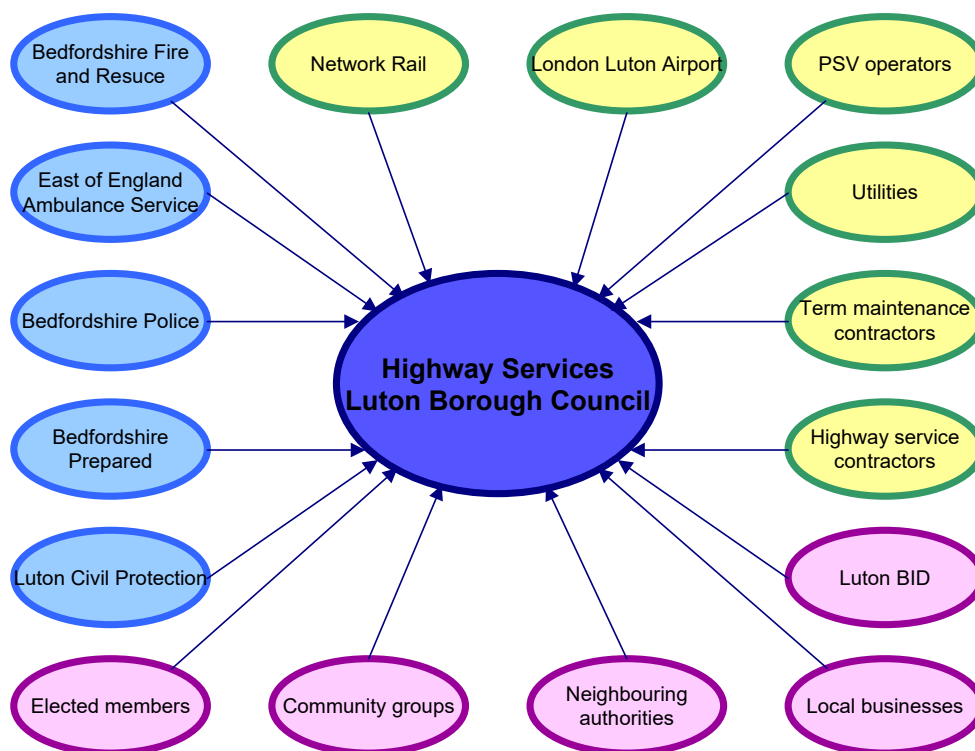 Bedfordshire Fire
and Resuce
Network Rail
London Luton Airport
PSV operators
East of England
Ambulance Service
Utilities
Bedfordshire Police
Term maintenance
contractors
Highway Services
Luton Borough Council
Bedfordshire
Prepared
Highway service
contractors
Luton Civil Protection
Luton BID
Elected members
Community groups
Neighbouring
authorities
Local businesses